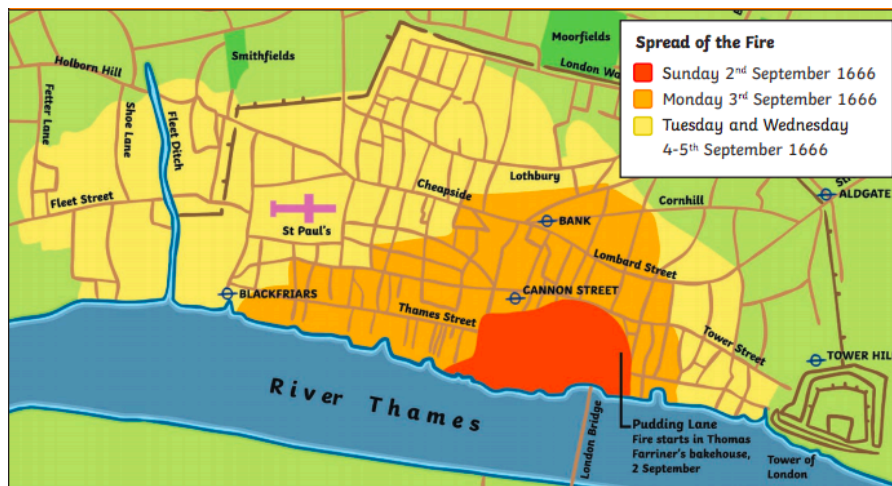 Spread of the Fire
Sunday 2nd September 1666
Monday 3rd September 1666
Tuesday and Wednesday
4-5th September 1666
Moorfields
Smithfields
London Wa
Holborn Hill
Fetter Lane
Shoe Lane
Fleet Ditch
Fleet Street
St Paul's
Cheapside
Lothbury
Cornhill
ALDGATE
BANK
Lombard Street
BLACKFRIARS
CANNON STREET
Thames Street
Tower Street
TOWER HIL
River Thames
London Bridge
Pudding Lane
Fire starts in Thomas
Farriner's bakehouse,
2 September
Tower of
London